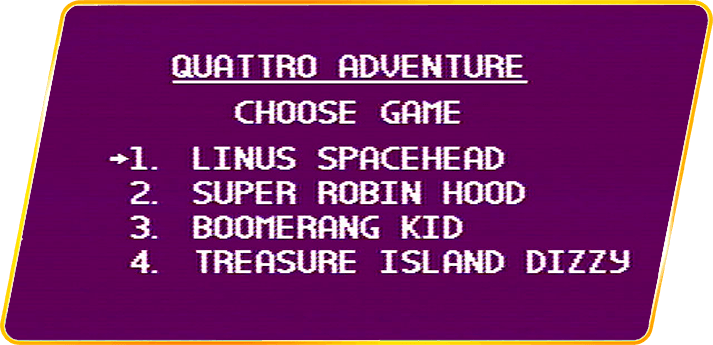 QUATTRO ADVENTURE
CHOOSE GAME
→1. LINUS SPACEHEAD
2. SUPER ROBIN HOOD
3. BOOMERANG KID
4. TREASURE ISLAND DIZZY